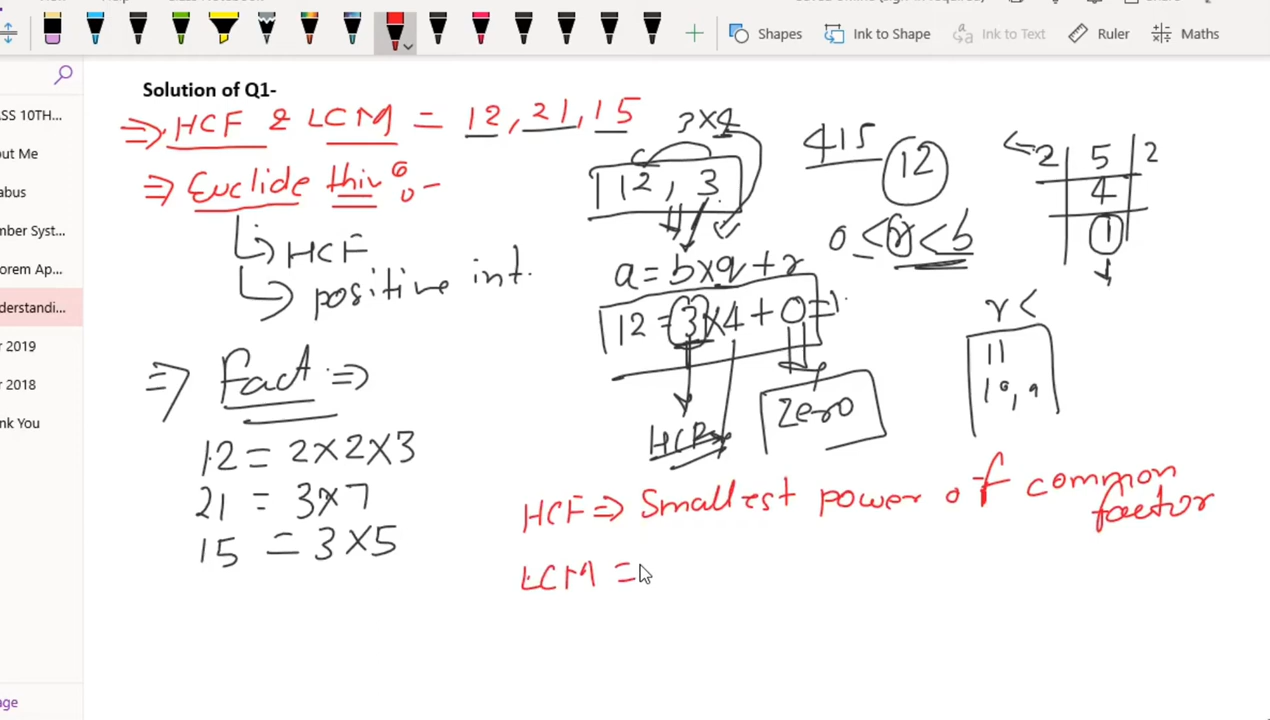 Shapes
Ink to Shape
Ink to Text
Ruler
Maths
ASS 10TH...
out Me
abus
mber Syst...
orem Ap...
derstandi...
r 2019
r 2018
nk You
age
Solution of Q1-
⇒ HCF & LCM = 12, 21, 15
⇒ Euclide thm :-
HCF
positive int.
3×4
12, 3
a = b×q + r
12 = 3×4 + 0 =
HCF
Zero
415
12
0 < r < b
2 | 5 | 2
4
1
r <
11
10, 9
⇒ Fact ⇒
12 = 2×2×3
21 = 3×7
15 = 3×5
HCF ⇒ Smallest power of common
factor
LCM =